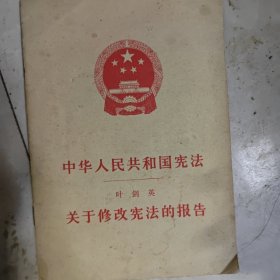 中华人民共和国宪法
叶剑英
关于修改宪法的报告